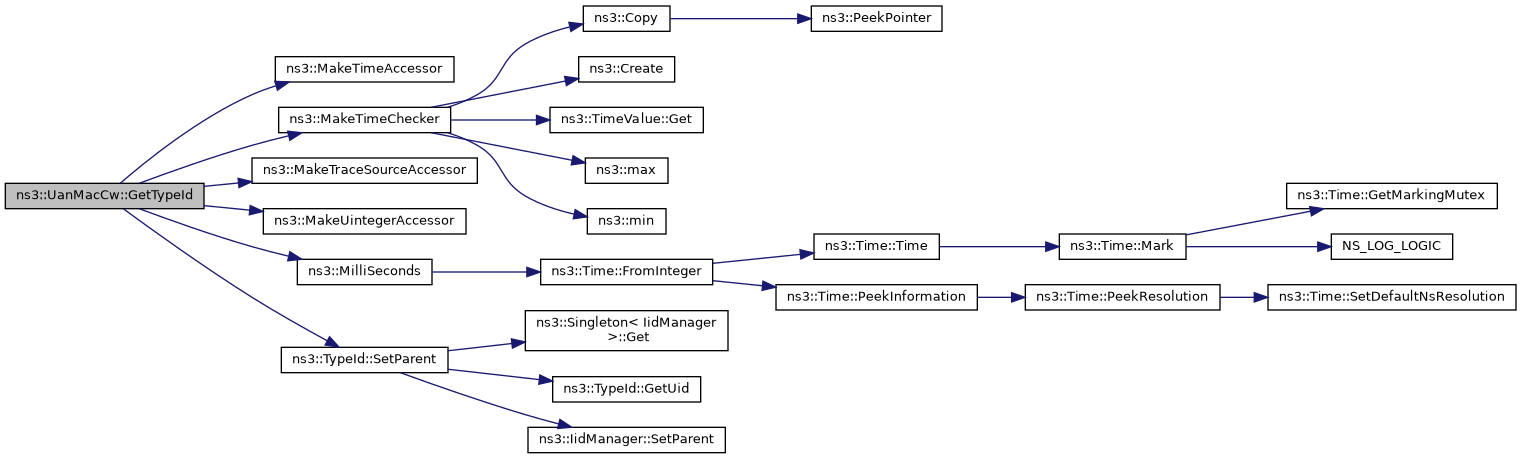 ns3::UanMacCw::GetTypeId
ns3::MakeTimeAccessor
ns3::MakeTimeChecker
ns3::MakeTraceSourceAccessor
ns3::MakeUintegerAccessor
ns3::MilliSeconds
ns3::TypeId::SetParent
ns3::Copy
ns3::Create
ns3::TimeValue::Get
ns3::max
ns3::min
ns3::Time::FromInteger
ns3::Singleton< IidManager
>::Get
ns3::TypeId::GetUid
ns3::IidManager::SetParent
ns3::PeekPointer
ns3::Time::Time
ns3::Time::PeekInformation
ns3::Time::Mark
ns3::Time::PeekResolution
ns3::Time::GetMarkingMutex
NS_LOG_LOGIC
ns3::Time::SetDefaultNsResolution